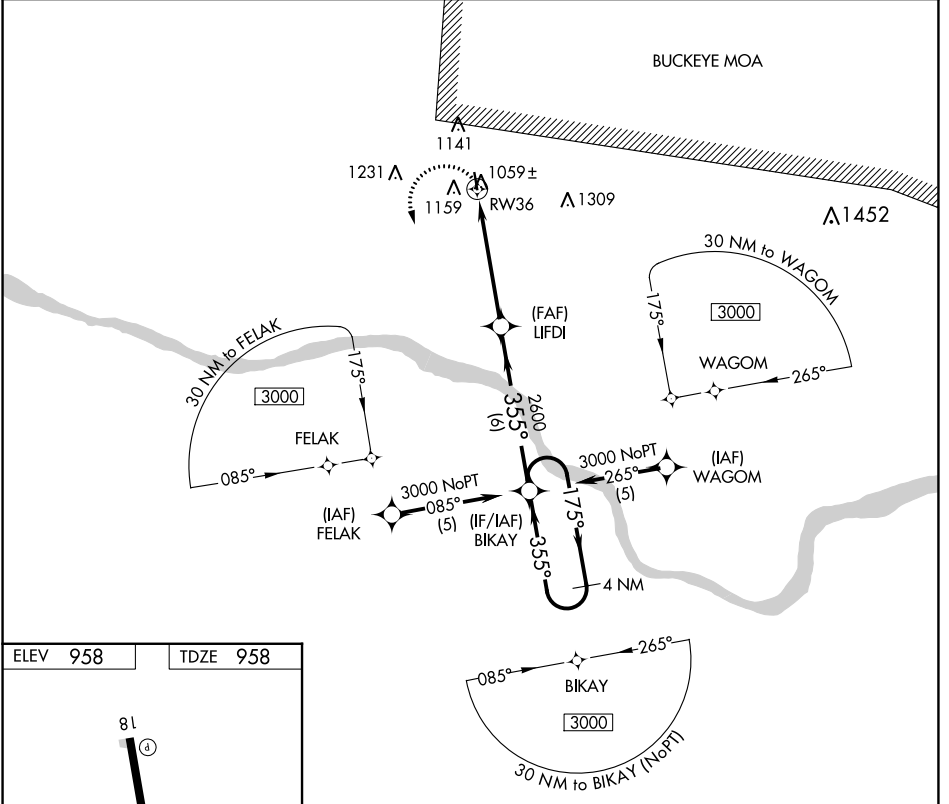 BUCKEYE MOA
1141
1231
1059±
1159
RW36
1309
1452
30 NM to WAGOM
175°
3000
WAGOM
265°
(FAF)
LIFDI
30 NM to FELAK
175°
3000
FELAK
085°
355°
(6)
2600
3000 NoPT
265°
(5)
(IAF)
WAGOM
3000 NoPT
085°
(5)
(IAF)
FELAK
(IF/IAF)
BIKAY
175°
355°
4 NM
085°
265°
BIKAY
3000
30 NM to BIKAY (NoPT)
ELEV 958
TDZE 958
18
P